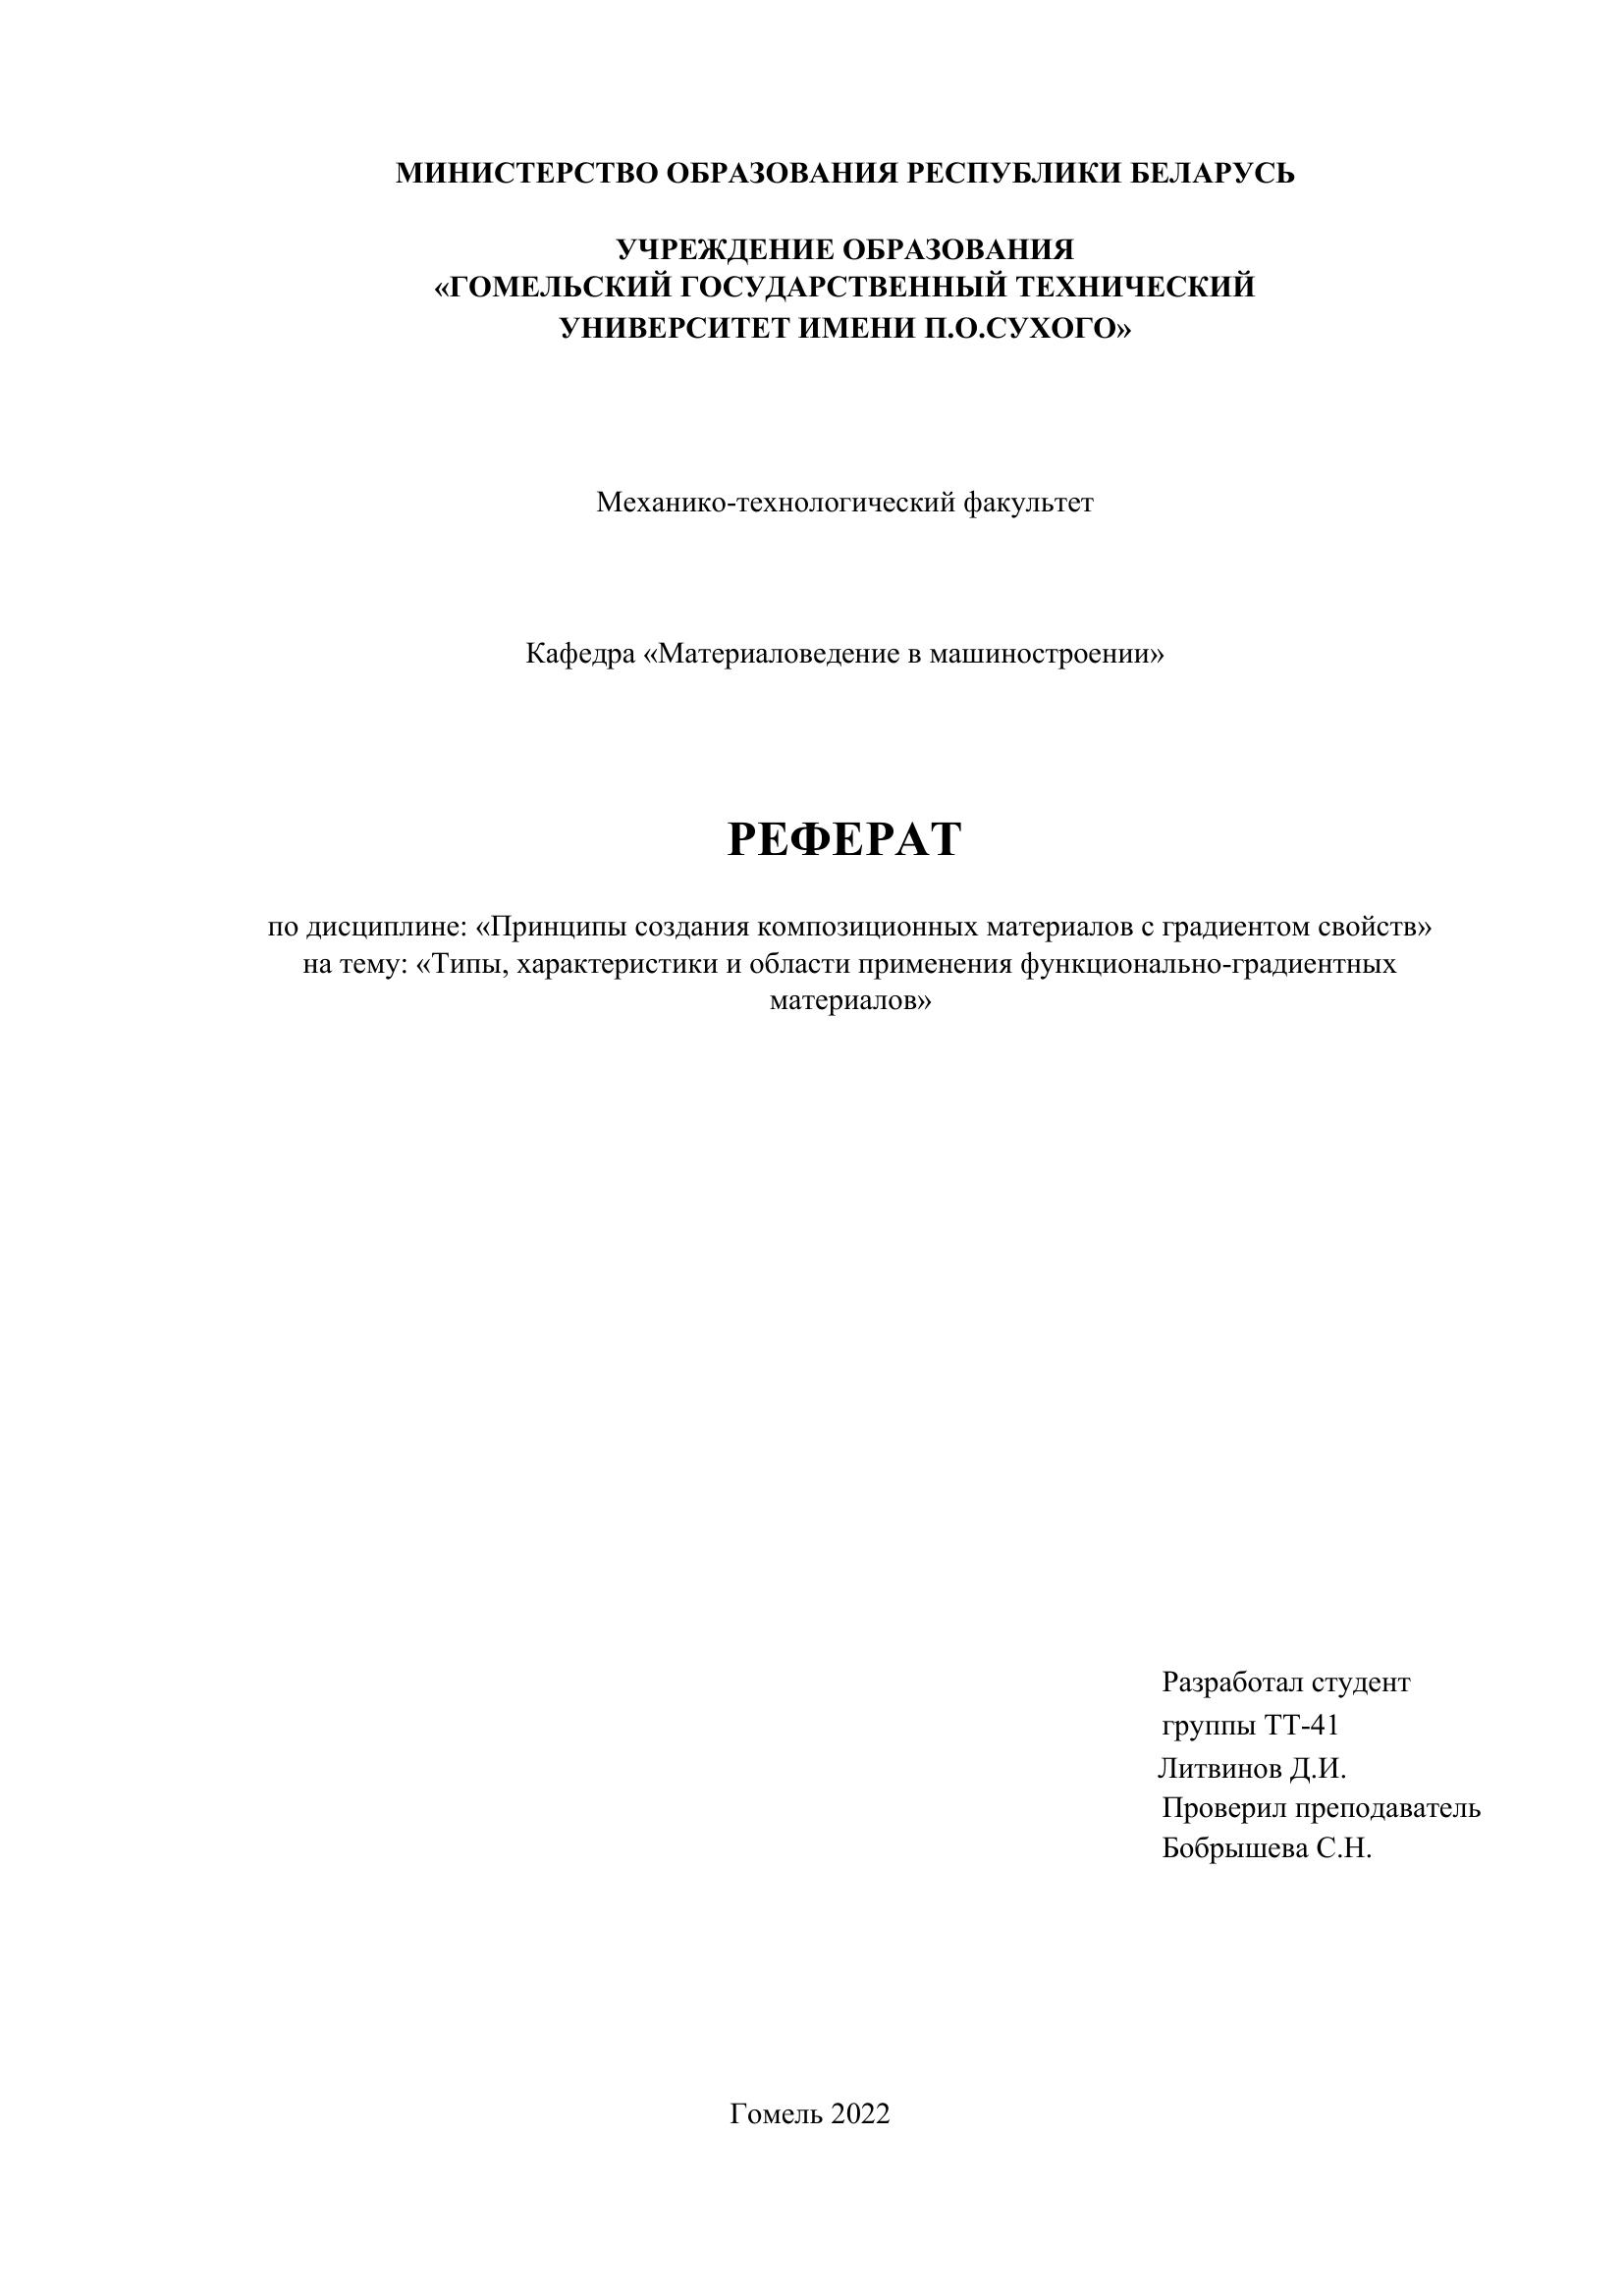 МИНИСТЕРСТВО ОБРАЗОВАНИЯ РЕСПУБЛИКИ БЕЛАРУСЬ
УЧРЕЖДЕНИЕ ОБРАЗОВАНИЯ
«ГОМЕЛЬСКИЙ ГОСУДАРСТВЕННЫЙ ТЕХНИЧЕСКИЙ
УНИВЕРСИТЕТ ИМЕНИ П.О.СУХОГО»
Механико-технологический факультет
Кафедра «Материаловедение в машиностроении»
РЕФЕРАТ
по дисциплине: «Принципы создания композиционных материалов с градиентом свойств»
на тему: «Типы, характеристики и области применения функционально-градиентных
материалов»
Разработал студент
группы ТТ-41
Литвинов Д.И.
Проверил преподаватель
Бобрышева С.Н.
Гомель 2022